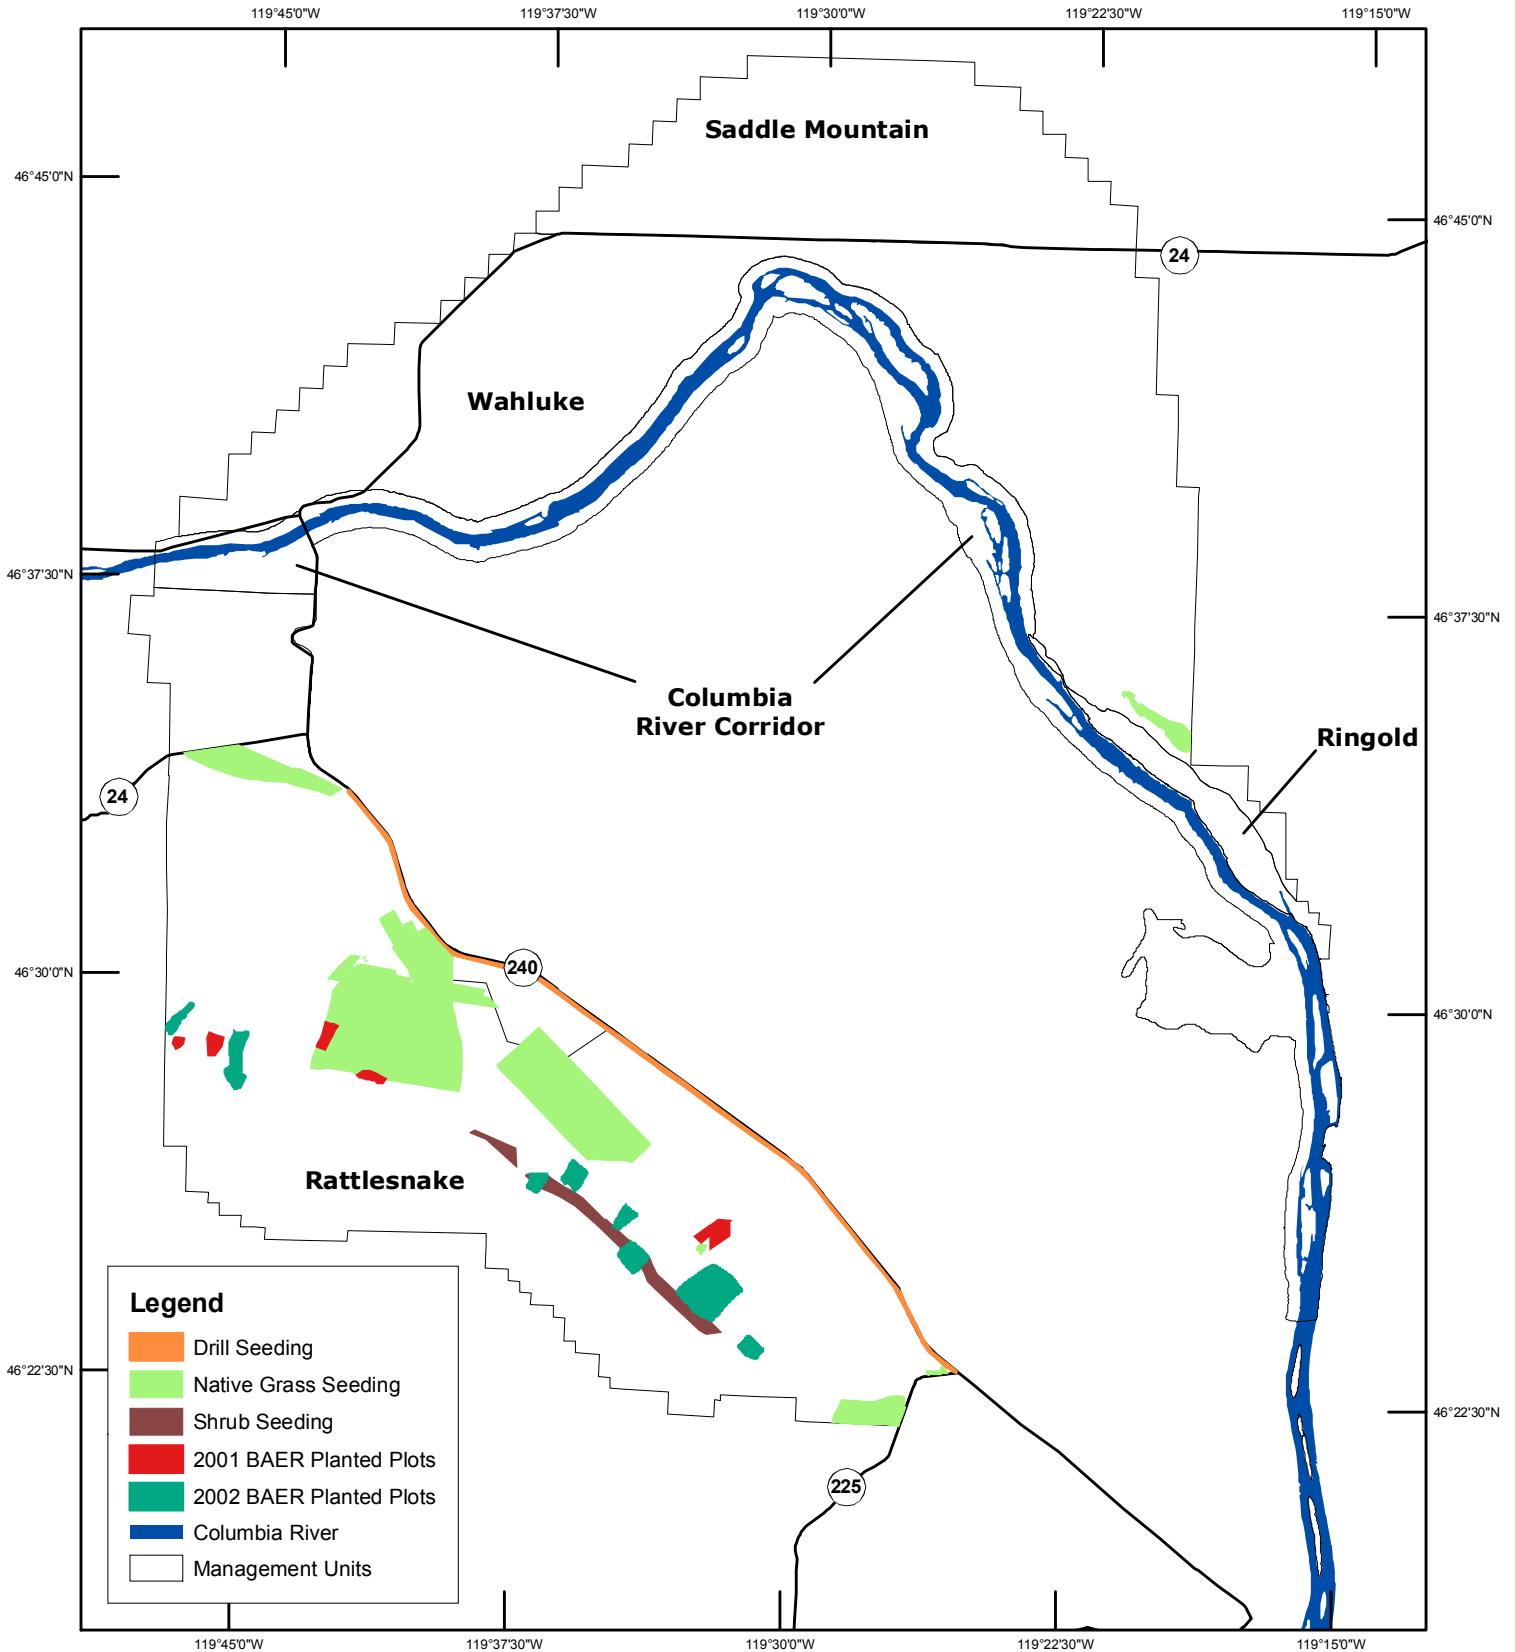 119°45'0"W
119°37'30"W
119°30'0"W
119°22'30"W
119°15'0"W
Saddle Mountain
46°45'0"N
46°45'0"N
24
Wahluke
46°37'30"N
46°37'30"N
Columbia
River Corridor
Ringold
24
240
46°30'0"N
46°30'0"N
Rattlesnake
Legend
Drill Seeding
Native Grass Seeding
Shrub Seeding
2001 BAER Planted Plots
2002 BAER Planted Plots
Columbia River
Management Units
46°22'30"N
46°22'30"N
225
119°45'0"W
119°37'30"W
119°30'0"W
119°22'30"W
119°15'0"W